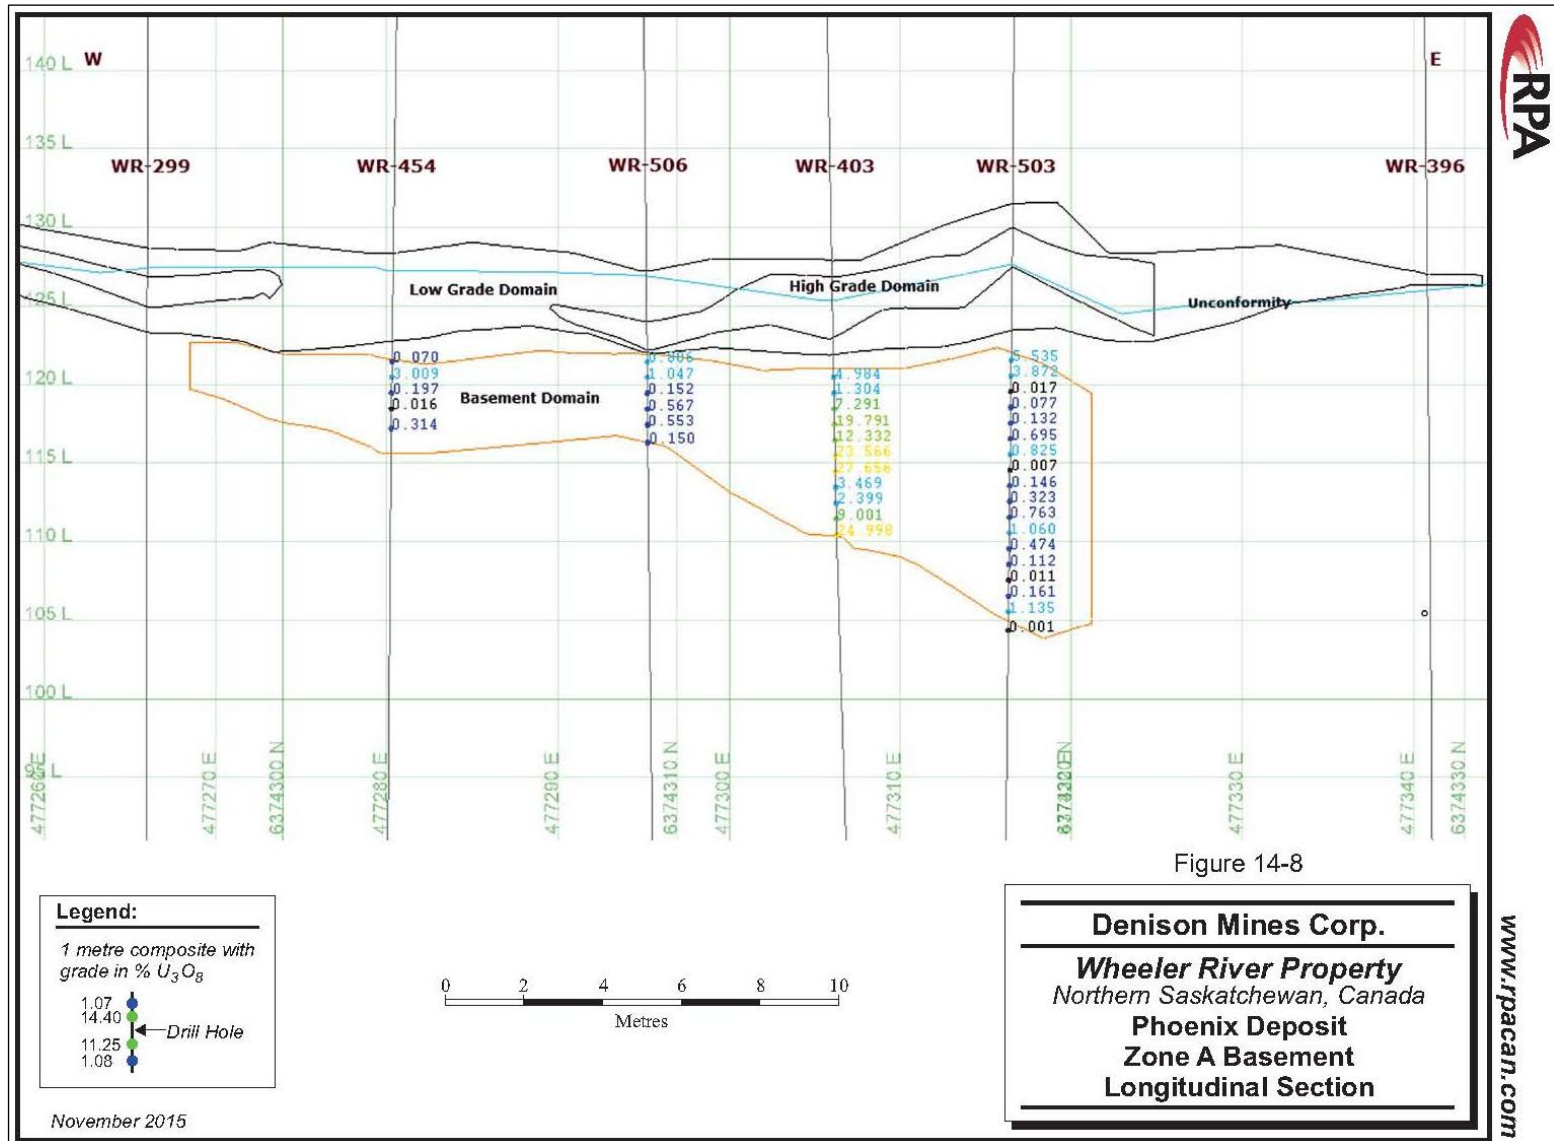 W
E
RPA
140 L
135 L
130 L
125 L
120 L
115 L
110 L
105 L
100 L
WR-299
WR-454
WR-506
WR-403
WR-503
WR-396
Low Grade Domain
High Grade Domain
Unconformity
Basement Domain
0.070
3.009
0.197
0.016
0.314
0.806
1.047
0.152
0.567
0.553
0.150
4.984
1.304
7.291
19.791
12.332
23.566
27.656
3.469
2.399
9.001
24.998
5.535
3.872
0.017
0.077
0.132
0.695
0.825
0.007
0.146
0.323
0.763
1.060
0.474
0.112
0.011
0.161
1.135
0.001
477260 E
477270 E
6374300 N
477280 E
477290 E
6374310 N
477300 E
477310 E
477330 E
477340 E
6374330 N
Figure 14-8
Legend:
1 metre composite with
grade in % U3O8
1.07
14.40
Drill Hole
11.25
1.08
November 2015
0 2 4 6 8 10
Metres
Denison Mines Corp.
Wheeler River Property
Northern Saskatchewan, Canada
Phoenix Deposit
Zone A Basement
Longitudinal Section
www.rpacan.com